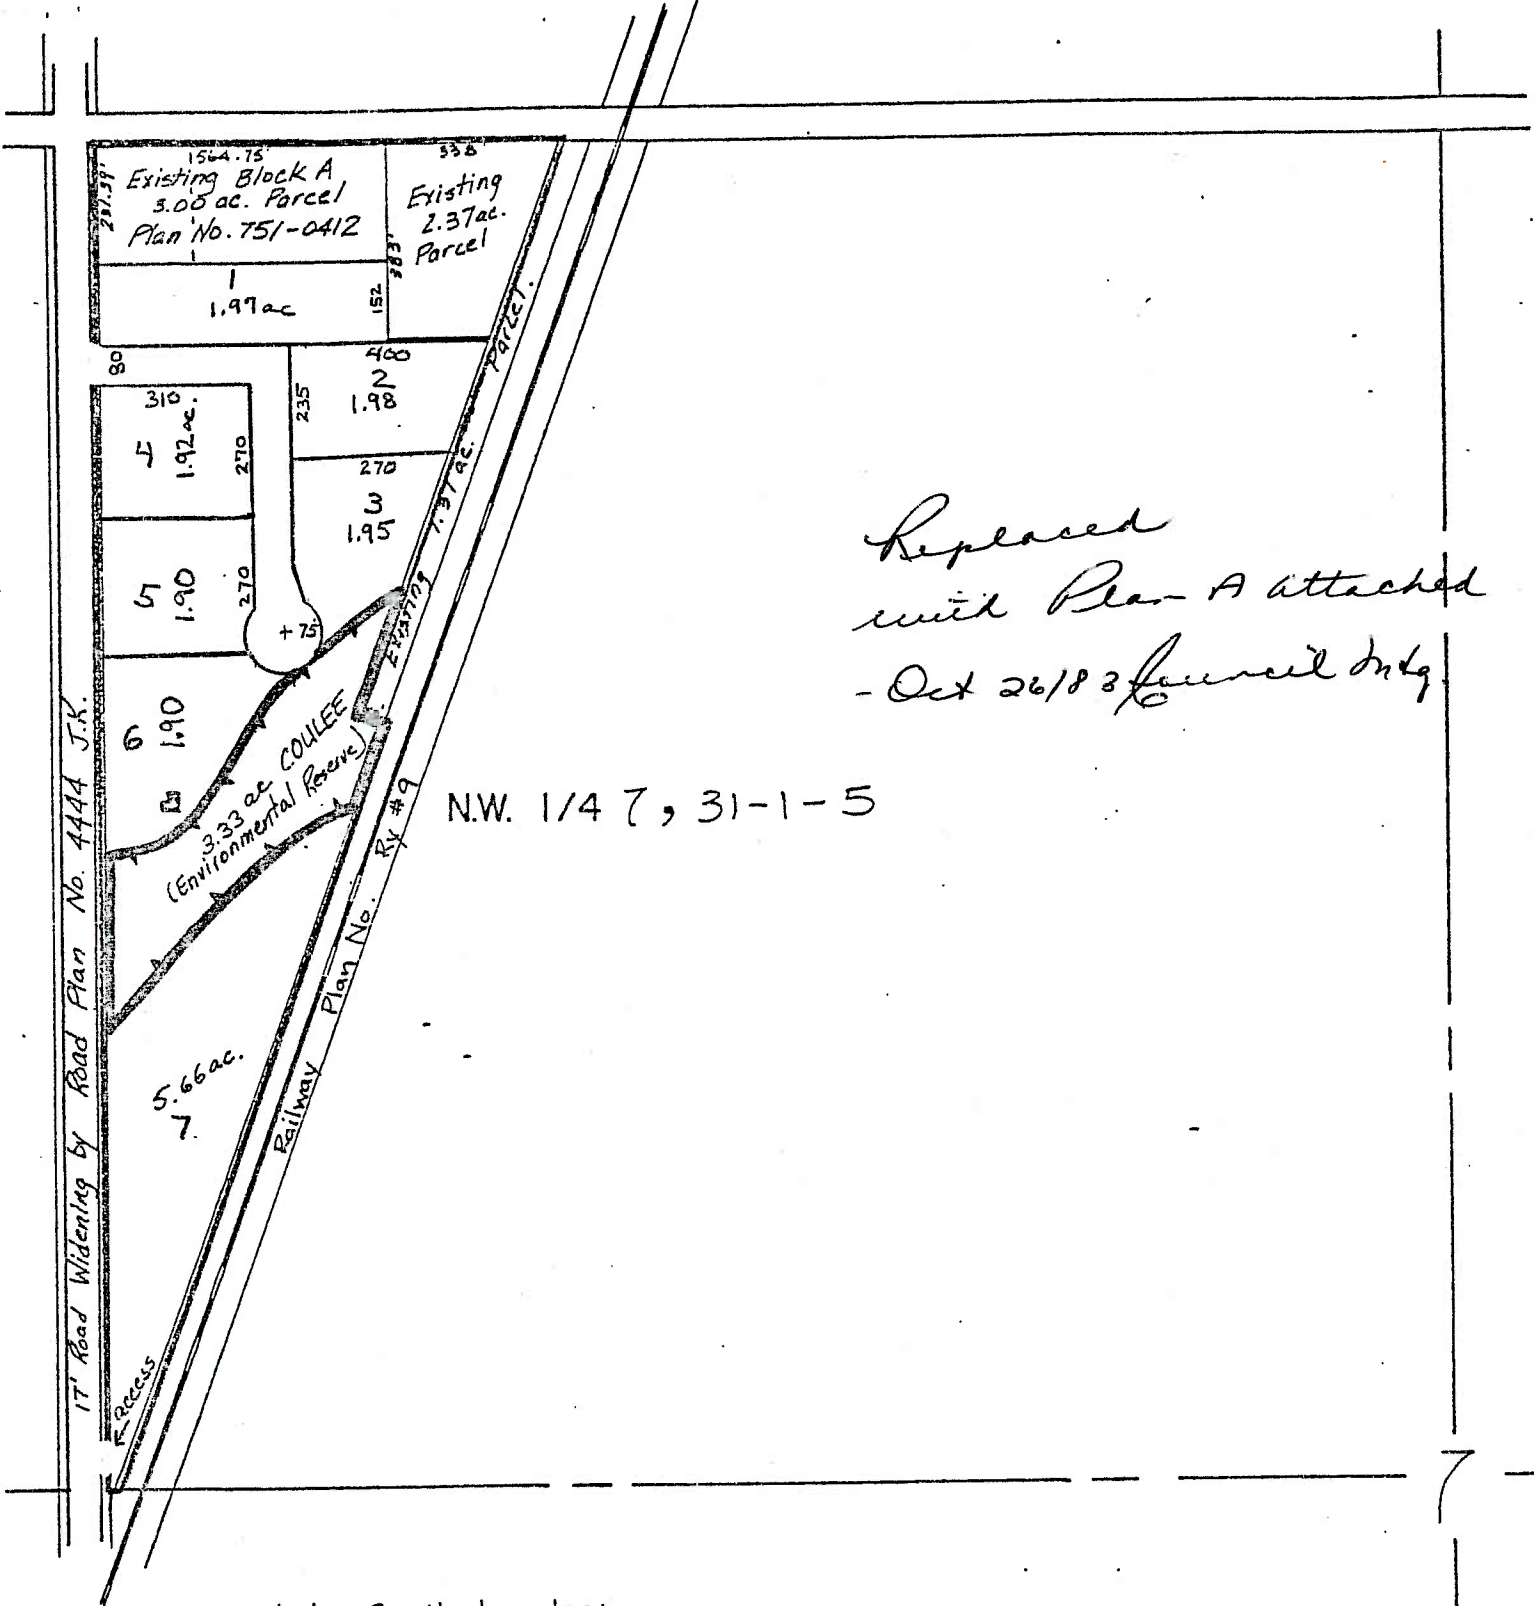 1564.75'
Existing Block A
3.00 ac. Parcel
Plan No. 751-0412
338
Existing
2.37ac.
Parcel
383'
1
1.97ac
152
80
400
2
1.98
235
310
4
1.92ac.
270
270
3
1.95
5
1.90
270
+ 75'
6
1.90
Existing 1.37 ac. Parcel.
3.33 ac COULEE
(Environmental Reserve)
5.66ac.
7
access
17' Road Widening by Road Plan No. 4444 J.K.
Railway Plan No. Ry #9
N.W. 1/4 7, 31-1-5
Replaced
with Plan A attached
- Oct 26/83 Council mtg.
7